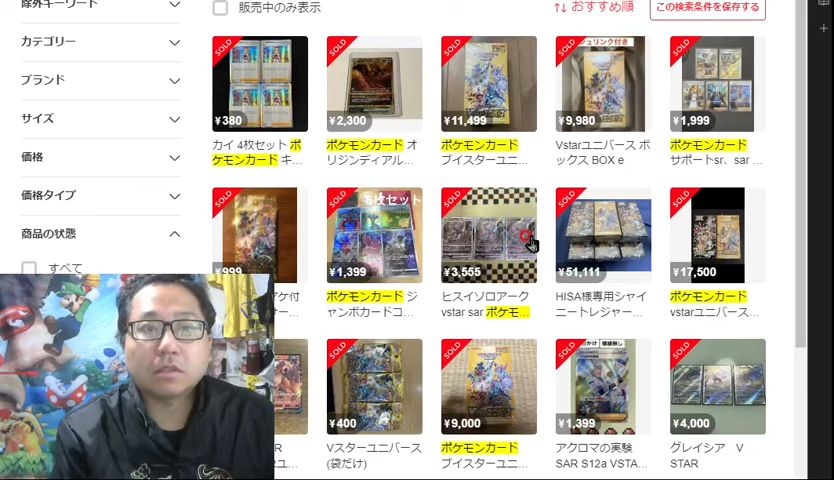 除外キーワード
販売中のみ表示
↑↓ おすすめ順
この検索条件を保存する
カテゴリー
ブランド
サイズ
価格
価格タイプ
商品の状態
すべて
SOLD
¥380
カイ 4枚セット ポ
ケモンカード キ…
SOLD
¥2,300
ポケモンカード オ
リジンディアル…
SOLD
¥11,499
ポケモンカード
ブイスターユニ…
SOLD
シュリンク付き
¥9,980
Vstarユニバース ボ
ックス BOX e
SOLD
¥1,999
ポケモンカード
サポートsr、sar …
SOLD
¥999
SOLD
枚セット
¥1,399
ポケモンカード ジ
ャンボカードコ…
SOLD
¥3,555
ヒスイゾロアーク
vstar sar ポケモ…
SOLD
¥51,111
HISA様専用シャイ
ニートレジャー…
SOLD
¥17,500
ポケモンカード
vstarユニバース…
SOLD
¥400
Vスターユニバース
(袋だけ)
SOLD
¥9,000
ポケモンカード
ブイスターユニ…
SOLD
¥1,399
アクロマの実験
SAR S12a VSTA…
SOLD
¥4,000
グレイシア V
STAR